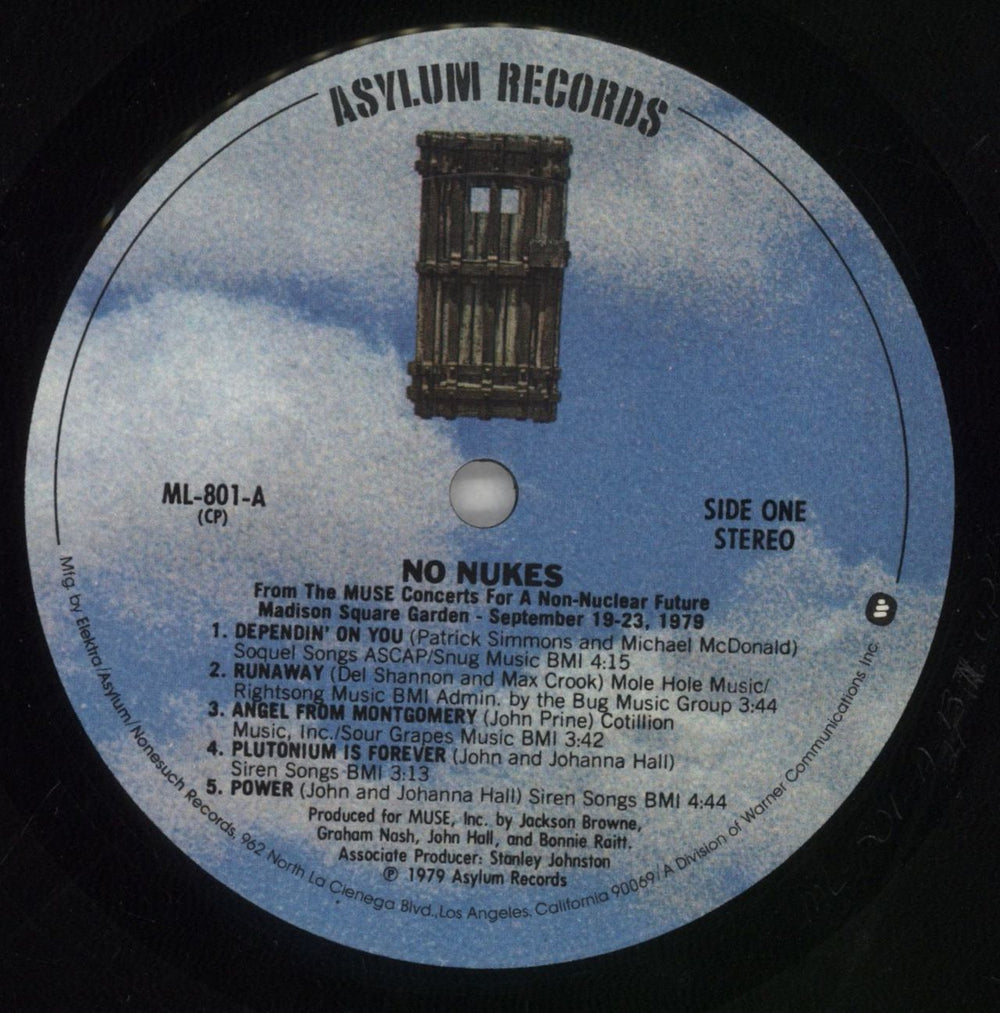 ASYLUM RECORDS
ML-801-A
(CP)
SIDE ONE
STEREO
NO NUKES
From The MUSE Concerts For A Non-Nuclear Future
Madison Square Garden - September 19-23, 1979
1. DEPENDIN' ON YOU (Patrick Simmons and Michael McDonald)
Soquel Songs ASCAP/Snug Music BMI 4:15
2. RUNAWAY (Del Shannon and Max Crook) Mole Hole Music/
Rightsong Music BMI Admin. by the Bug Music Group 3:44
3. ANGEL FROM MONTGOMERY (John Prine) Cotillion
Music, Inc./Sour Grapes Music BMI 3:42
4. PLUTONIUM IS FOREVER (John and Johanna Hall)
Siren Songs BMI 3:13
5. POWER (John and Johanna Hall) Siren Songs BMI 4:44
Produced for MUSE, Inc. by Jackson Browne,
Graham Nash, John Hall, and Bonnie Raitt.
Associate Producer: Stanley Johnston
℗ 1979 Asylum Records
Mfg. by Elektra/Asylum/Nonesuch Records, 962 North La Cienega Blvd., Los Angeles, California 90069/A Division of Warner Communications Inc.